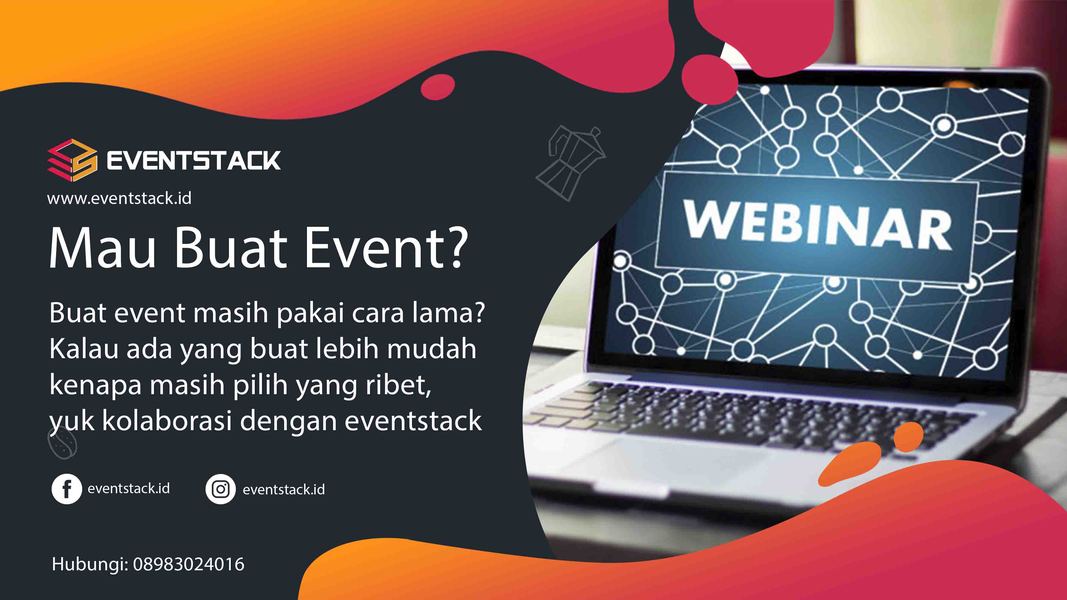 EVENTSTACK
www.eventstack.id
Mau Buat Event?
Buat event masih pakai cara lama?
Kalau ada yang buat lebih mudah
kenapa masih pilih yang ribet,
yuk kolaborasi dengan eventstack
eventstack.id
eventstack.id
Hubungi: 08983024016
WEBINAR